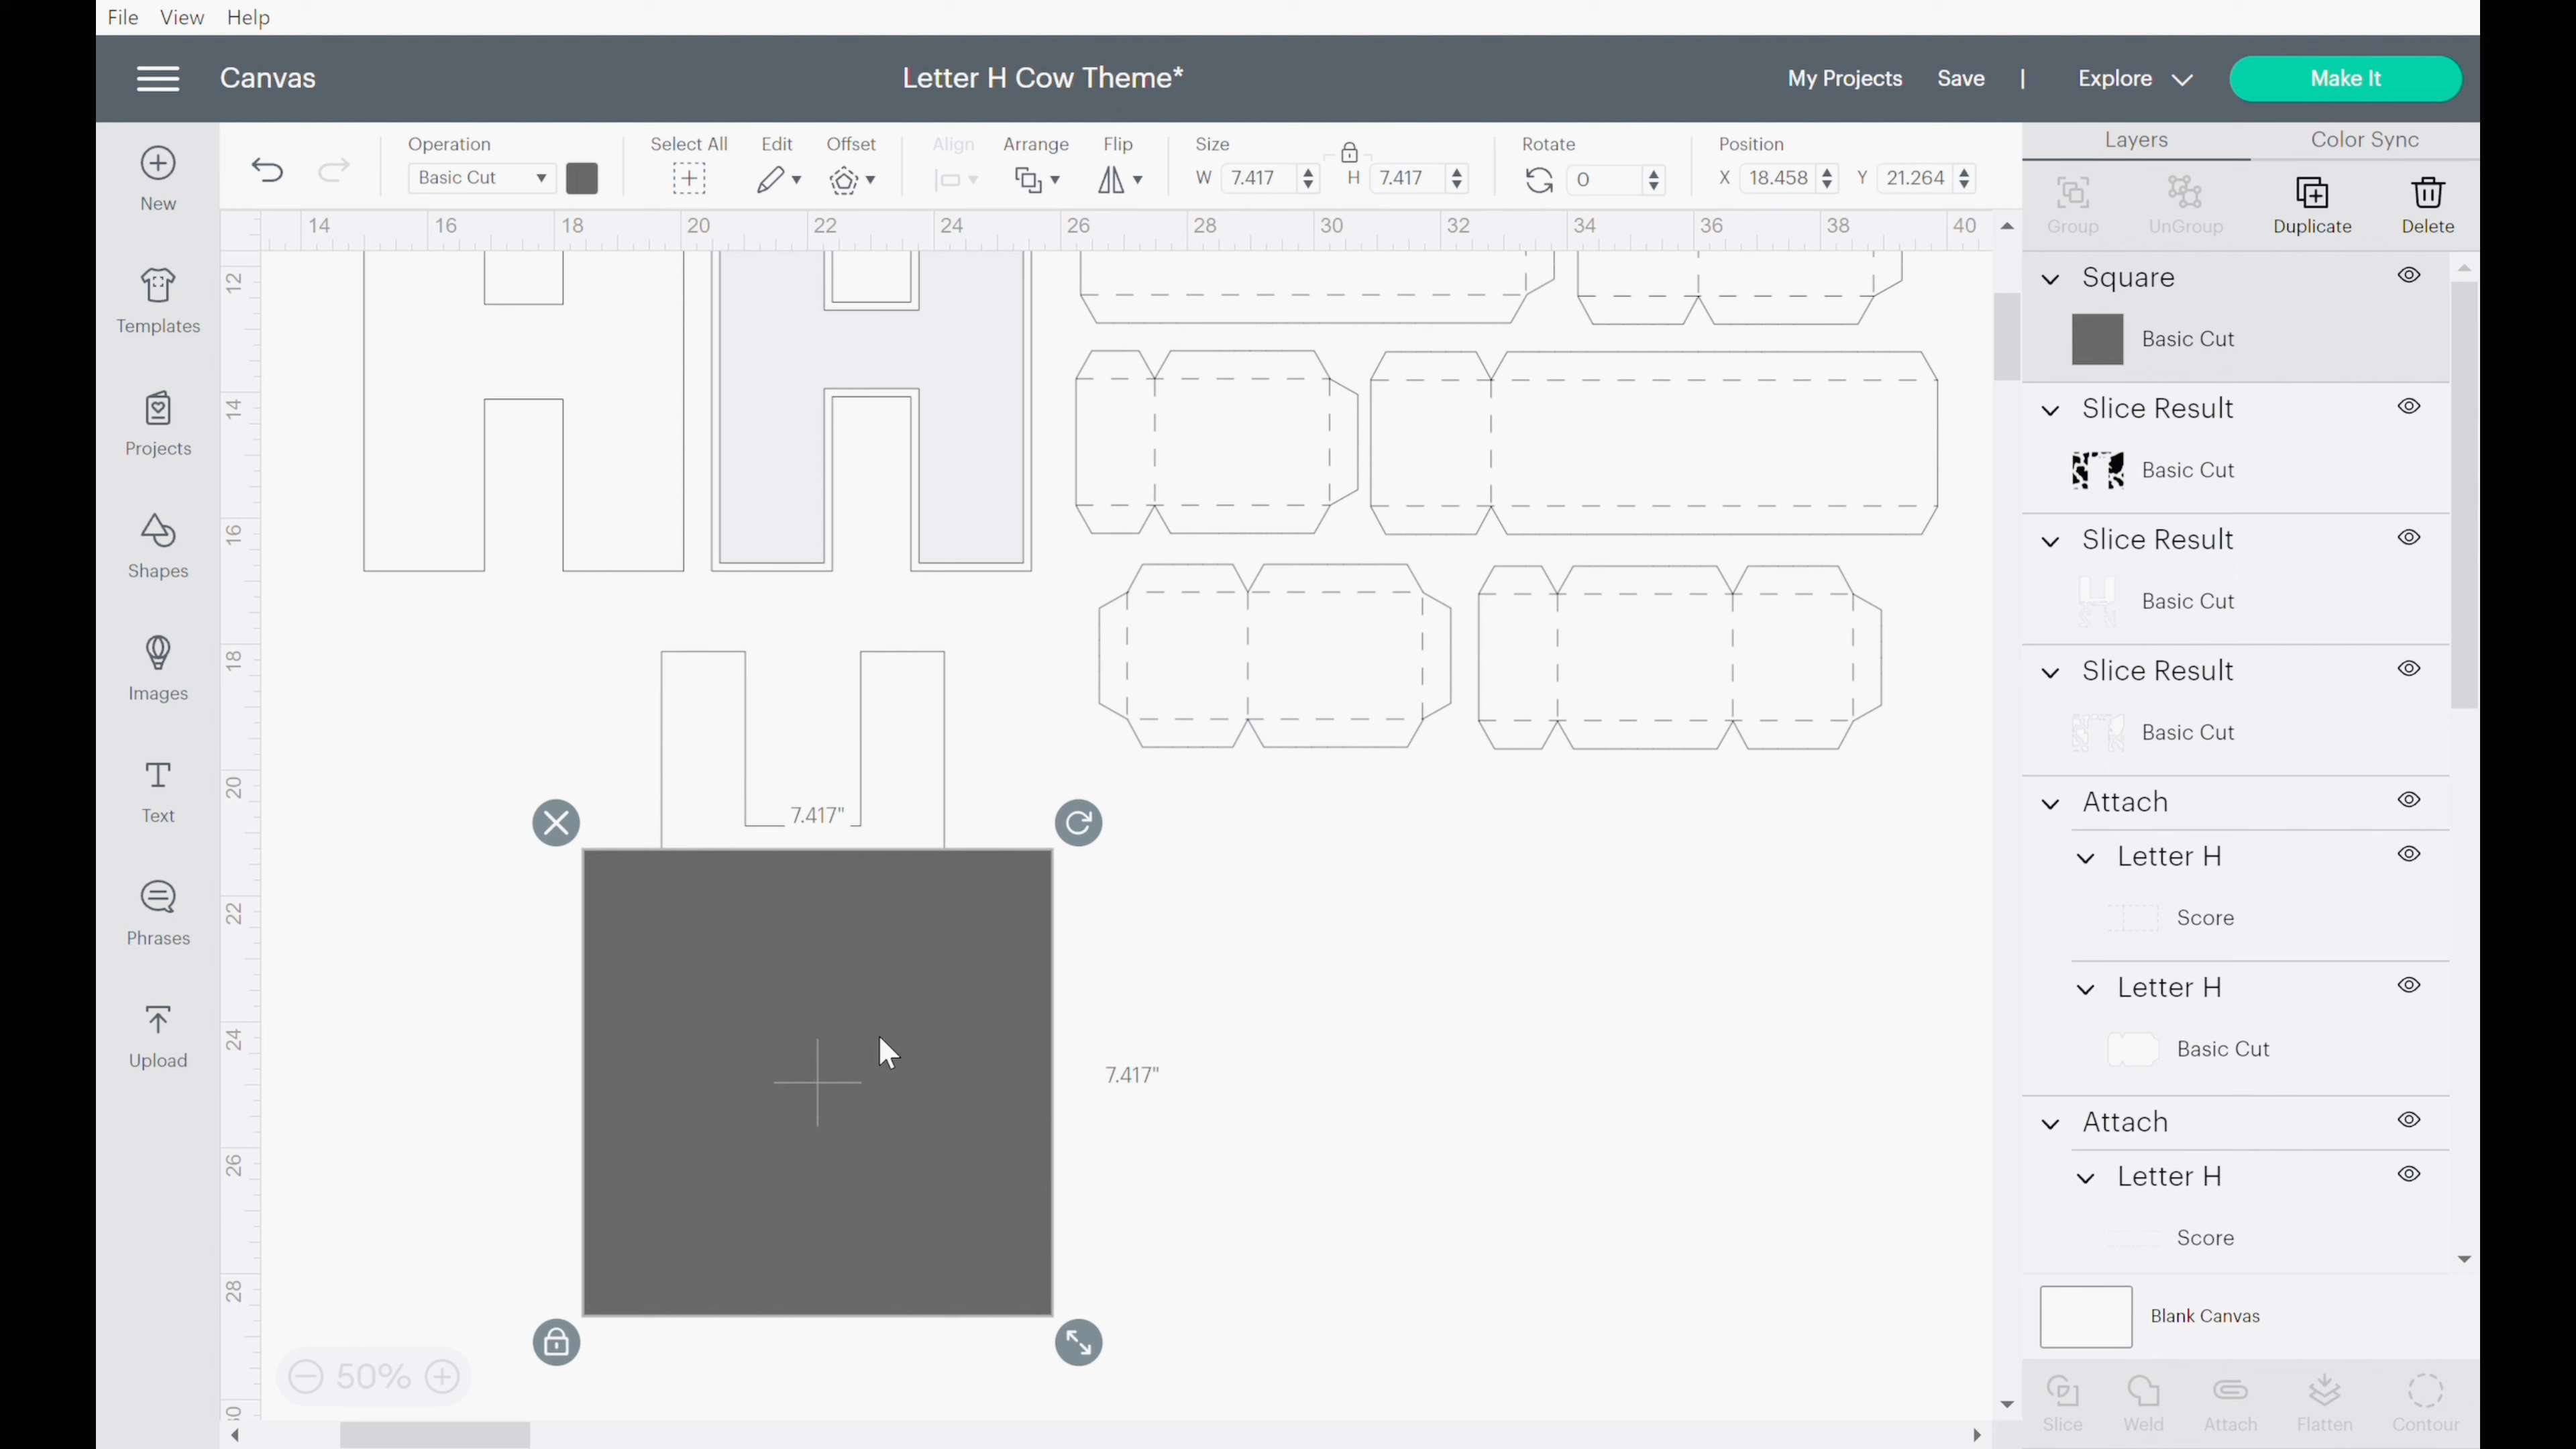 File View Help
Canvas
Letter H Cow Theme*
My Projects Save | Explore Make It
New
Templates
Projects
Shapes
Images
Text
Phrases
Upload
Operation
Basic Cut
Select All
Edit
Offset
Align
Arrange
Flip
Size
W 7.417
H 7.417
Rotate
0
Position
X 18.458
Y 21.264
14 16 18 20 22 24 26 28 30 32 34 36 38 40
12
14
16
18
20
22
24
26
28
7.417"
7.417"
50%
Layers
Color Sync
Group
UnGroup
Duplicate
Delete
Square
Basic Cut
Slice Result
Basic Cut
Slice Result
Basic Cut
Slice Result
Basic Cut
Attach
Letter H
Score
Letter H
Basic Cut
Attach
Letter H
Score
Blank Canvas
Slice
Weld
Attach
Flatten
Contour